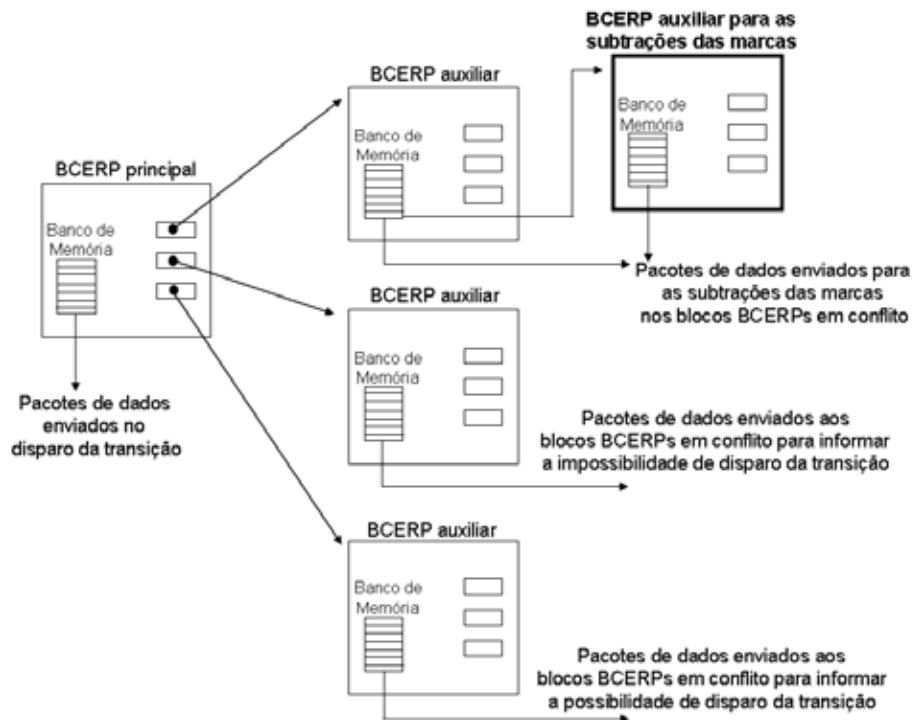 BCERP auxiliar para as
subtrações das marcas
Banco de
Memória
BCERP auxiliar
Banco de
Memória
BCERP principal
Banco de
Memória
Pacotes de dados
enviados no
disparo da transição
Pacotes de dados enviados para
as subtrações das marcas
nos blocos BCERPs em conflito
BCERP auxiliar
Banco de
Memória
Pacotes de dados enviados aos
blocos BCERPs em conflito para informar
a impossibilidade de disparo da transição
BCERP auxiliar
Banco de
Memória
Pacotes de dados enviados aos
blocos BCERPs em conflito para informar
a possibilidade de disparo da transição